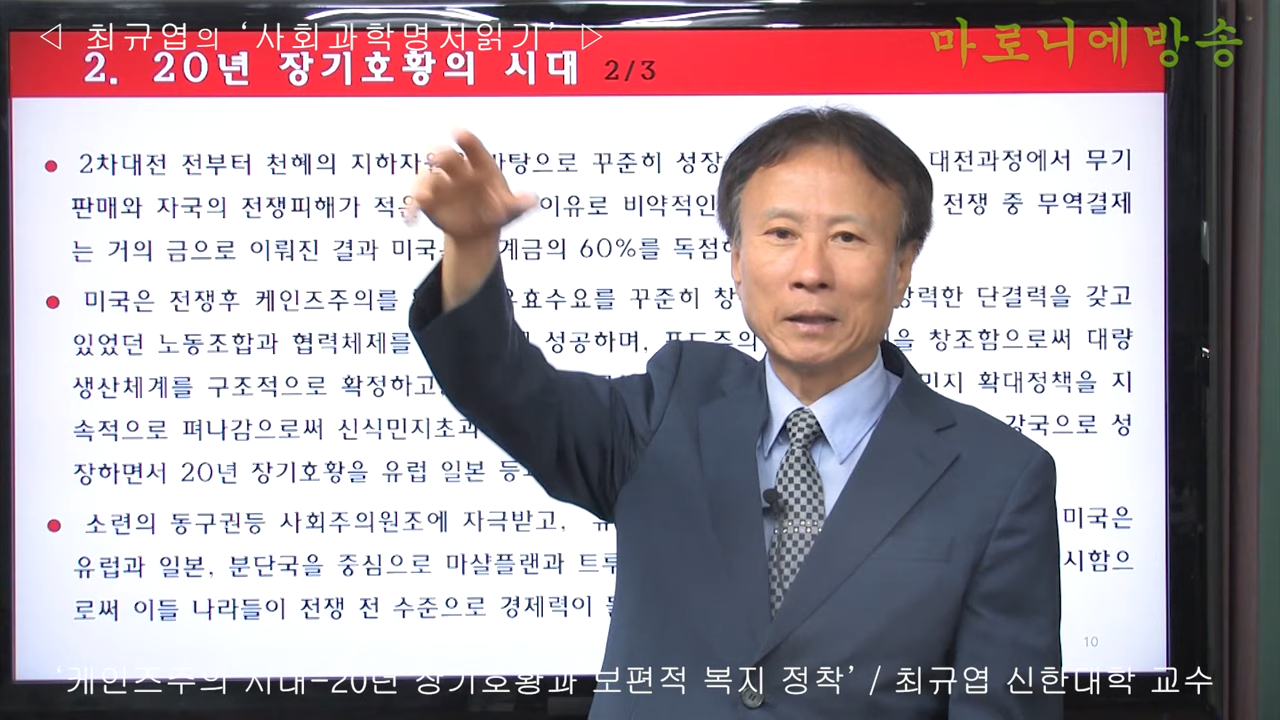 ◁ 최규엽의 '사회과학명저읽기' ▷
마로니에방송
2. 20년 장기호황의 시대 2/3
2차대전 전부터 천혜의 지하자 바탕으로 꾸준히 성장 대전과정에서 무기
판매와 자국의 전쟁피해가 적은 이유로 비약적인 전쟁 중 무역결제
는 거의 금으로 이뤄진 결과 미국 계금의 60%를 독점
미국은 전쟁후 케인즈주의를 유효수요를 꾸준히 창 강력한 단결력을 갖고
있었던 노동조합과 협력체제를 성공하며, 포드주의 을 창조함으로써 대량
생산체계를 구조적으로 확정하고 민지 확대정책을 지
속적으로 펴나감으로써 신식민지초과 강국으로 성
장하면서 20년 장기호황을 유럽 일본 등
소련의 동구권등 사회주의원조에 자극받고, 미국은
유럽과 일본, 분단국을 중심으로 마샬플랜과 트루 시함으
로써 이들 나라들이 전쟁 전 수준으로 경제력이
10
'케인즈주의 시대-20년 장기호황과 보편적 복지 정착' / 최규엽 신한대학 교수